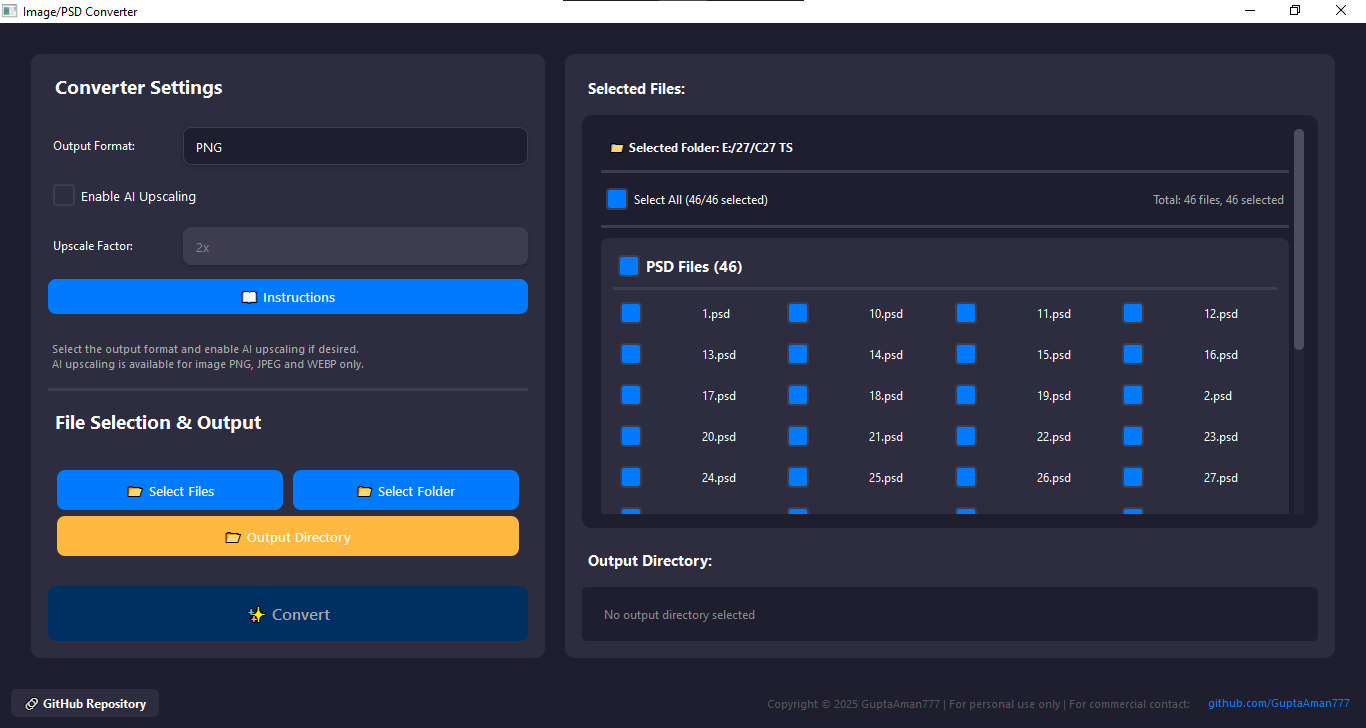 Image/PSD Converter
Converter Settings
Output Format:
PNG
Enable AI Upscaling
Upscale Factor:
2x
Instructions
Select the output format and enable AI upscaling if desired.
AI upscaling is available for image PNG, JPEG and WEBP only.
File Selection & Output
Select Files
Select Folder
Output Directory
Convert
Selected Files:
Selected Folder: E:/27/C27 TS
Select All (46/46 selected)
Total: 46 files, 46 selected
PSD Files (46)
1.psd 10.psd 11.psd 12.psd
13.psd 14.psd 15.psd 16.psd
17.psd 18.psd 19.psd 2.psd
20.psd 21.psd 22.psd 23.psd
24.psd 25.psd 26.psd 27.psd
Output Directory:
No output directory selected
GitHub Repository
Copyright © 2025 GuptaAman777 | For personal use only | For commercial contact: github.com/GuptaAman777